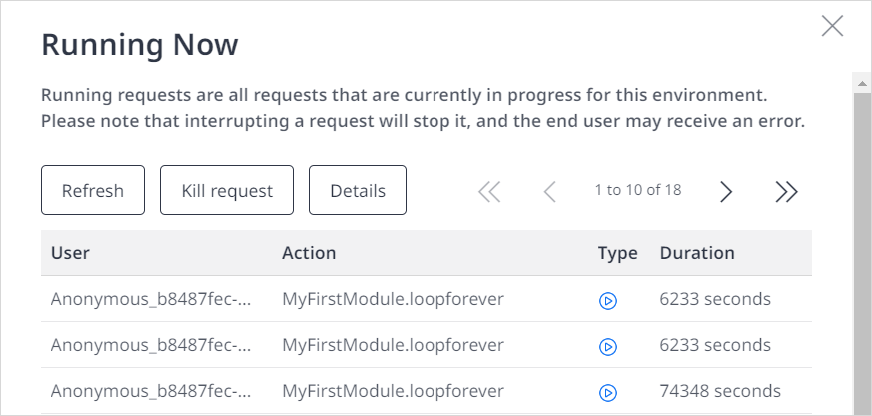 Running Now
Running requests are all requests that are currently in progress for this environment.
Please note that interrupting a request will stop it, and the end user may receive an error.
Refresh Kill request Details 1 to 10 of 18
User Action Type Duration
Anonymous_b8487fec-... MyFirstModule.loopforever 6233 seconds
Anonymous_b8487fec-... MyFirstModule.loopforever 6233 seconds
Anonymous_b8487fec-... MyFirstModule.loopforever 74348 seconds